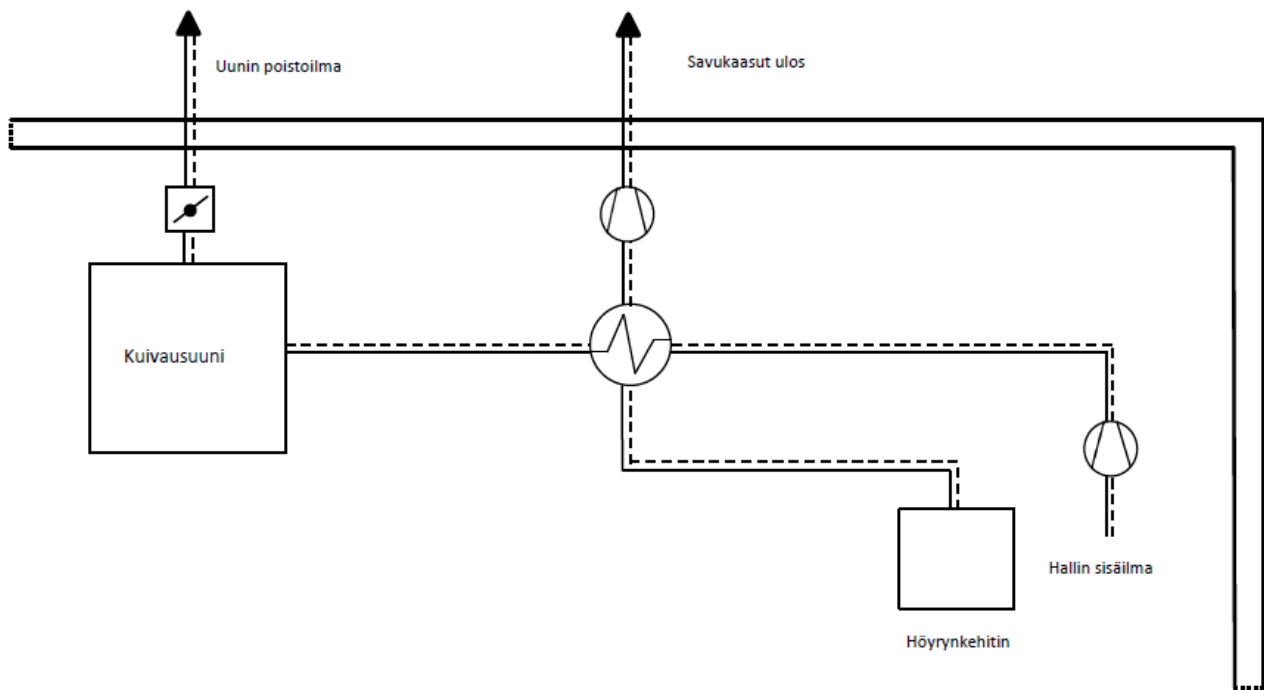 Uunin poistoilma
Savukaasut ulos
Kuivausuuni
Hallin sisäilma
Höyrynkehitin